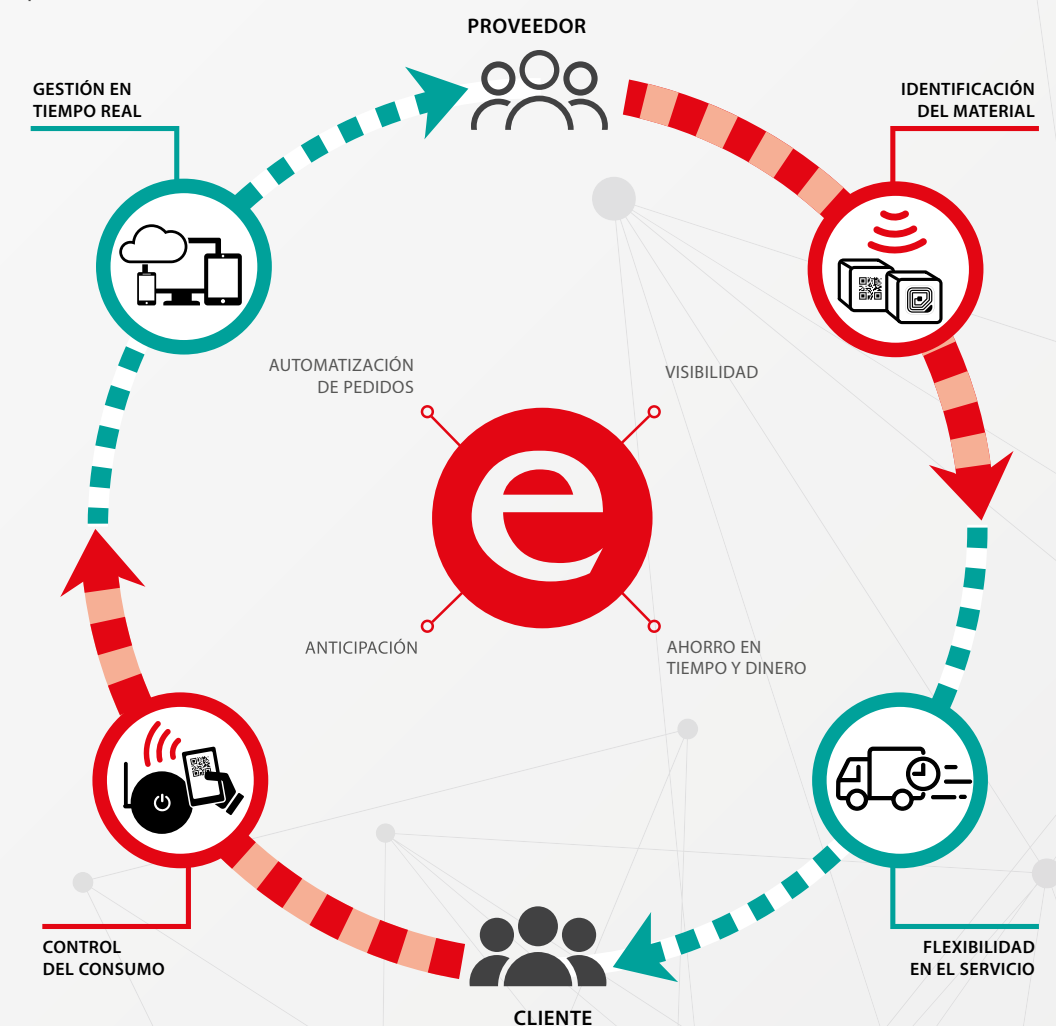 PROVEEDOR
GESTIÓN EN
TIEMPO REAL
IDENTIFICACIÓN
DEL MATERIAL
AUTOMATIZACIÓN
DE PEDIDOS
VISIBILIDAD
e
ANTICIPACIÓN
AHORRO EN
TIEMPO Y DINERO
CONTROL
DEL CONSUMO
FLEXIBILIDAD
EN EL SERVICIO
CLIENTE